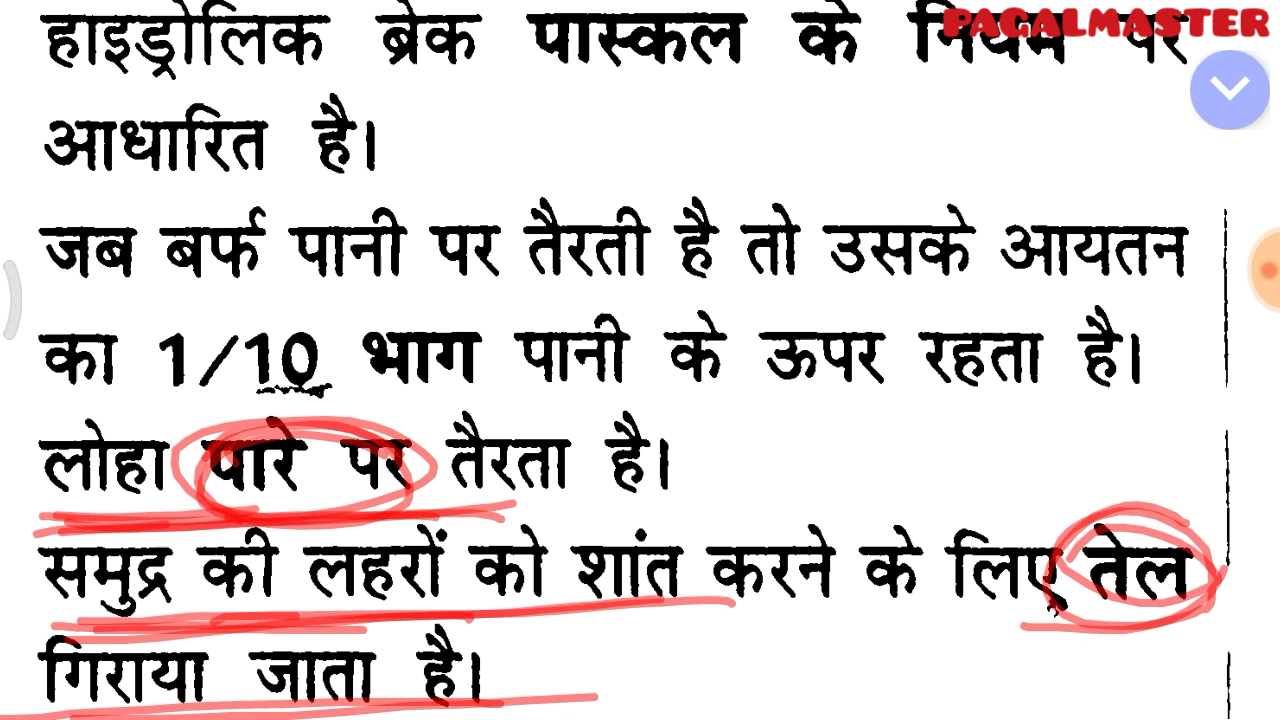 PAGALMASTER
हाइड्रोलिक ब्रेक पास्कल के नियम पर
आधारित है।
जब बर्फ पानी पर तैरती है तो उसके आयतन
का 1/10 भाग पानी के ऊपर रहता है।
लोहा पारे पर तैरता है।
समुद्र की लहरों को शांत करने के लिए तेल
गिराया जाता है।